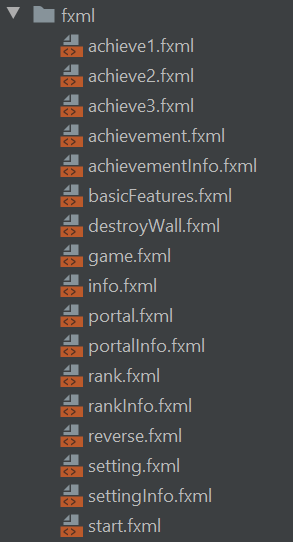 fxml
achieve1.fxml
achieve2.fxml
achieve3.fxml
achievement.fxml
achievementInfo.fxml
basicFeatures.fxml
destroyWall.fxml
game.fxml
info.fxml
portal.fxml
portalInfo.fxml
rank.fxml
rankInfo.fxml
reverse.fxml
setting.fxml
settingInfo.fxml
start.fxml